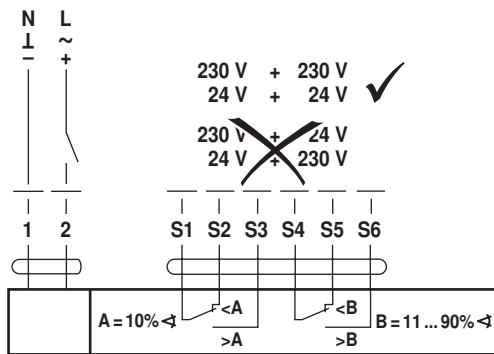 N L
⊥ ~
− +
230 V + 230 V
24 V + 24 V
230 V + 24 V
24 V + 230 V
1 2 S1 S2 S3 S4 S5 S6
A = 10% ∢ <A <B B = 11 ... 90% ∢
>A >B